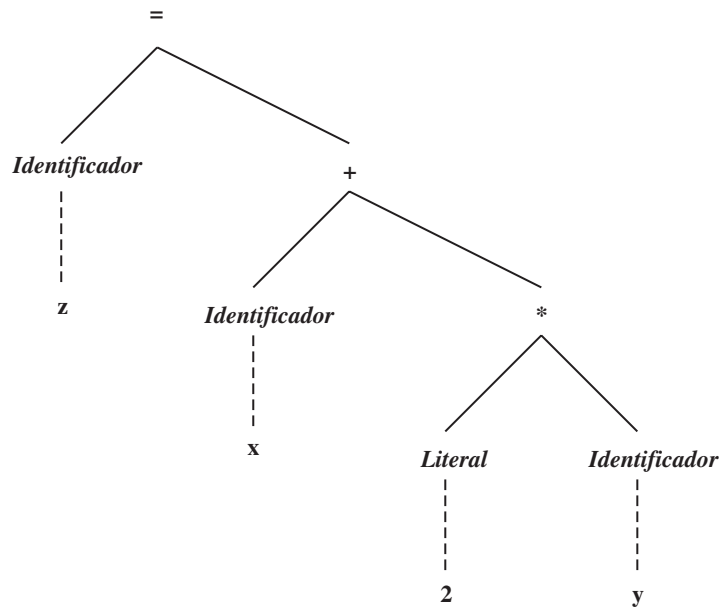 =
Identificador
+
z
Identificador
*
x
Literal
Identificador
2
y